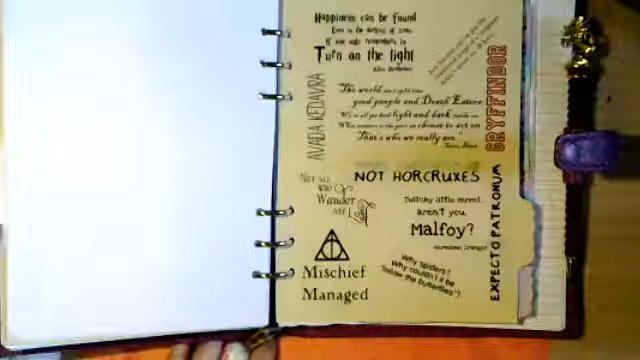 Happiness can be found
Even in the darkest of times,
If one only remembers to
Turn on the light
AVADA KEDAVRA
GRYFFINDOR
The world isn't split into
good people and Death Eaters
We've all got both light and dark inside us.
What matters is the part we choose to act on
That's who we really are."
NOT HORCRUXES
Not all
who
Wander
are Lost
Twitchy little ferret,
aren't you,
Malfoy?
Hermione Granger
EXPECTO PATRONUM
Mischief
Managed
Why spiders?
Why couldn't it be
"follow the butterflies"?